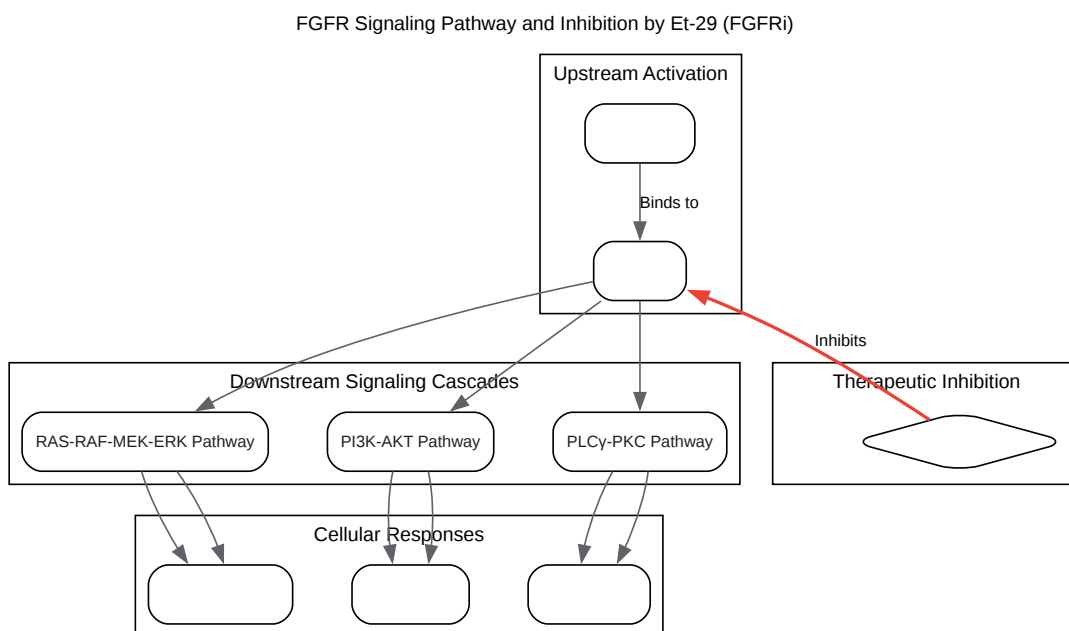 FGFR Signaling Pathway and Inhibition by Et-29 (FGFRi)
Upstream Activation
Binds to
Inhibits
Downstream Signaling Cascades
Therapeutic Inhibition
RAS-RAF-MEK-ERK Pathway
PI3K-AKT Pathway
PLCγ-PKC Pathway
Cellular Responses